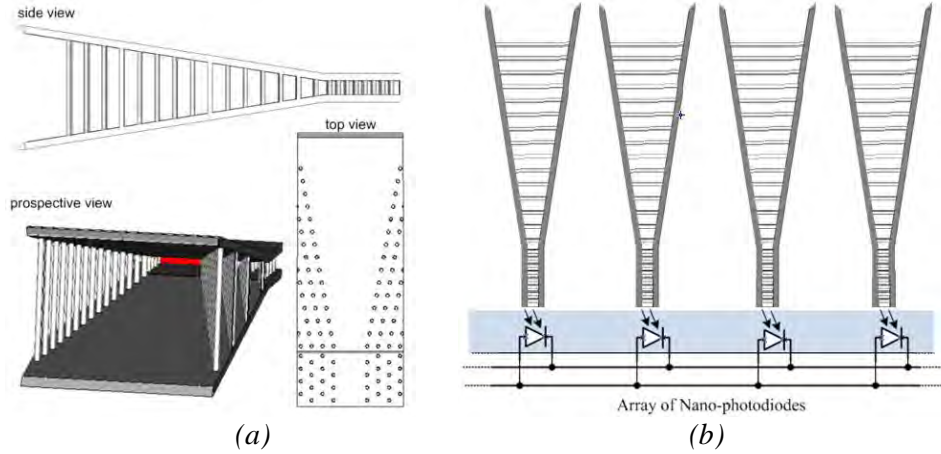 side view
top view
prospective view
(a)
Array of Nano-photodiodes
(b)